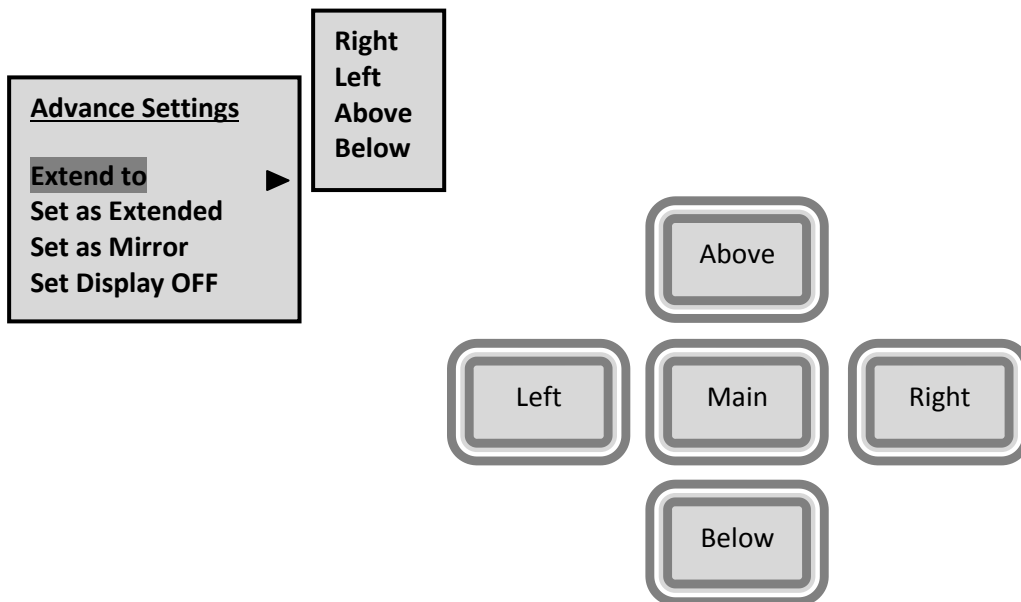 Right
Left
Above
Below
Advance Settings
Extend to
Set as Extended
Set as Mirror
Set Display OFF
Above
Left
Main
Right
Below